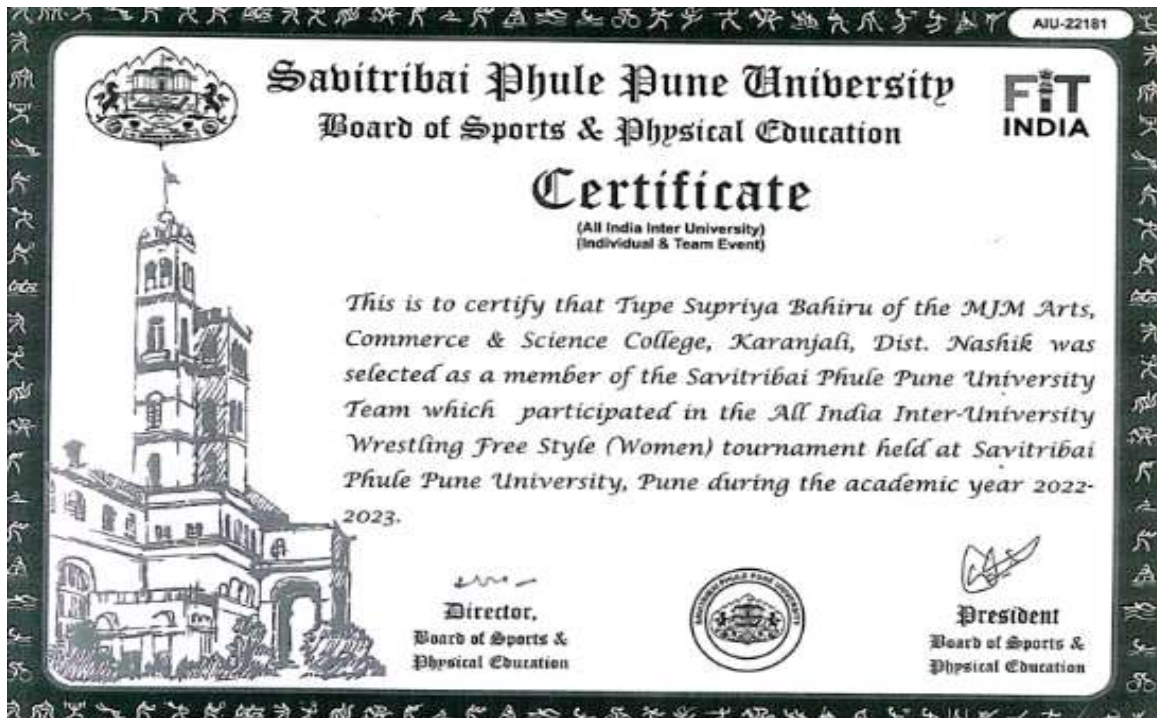 AIU-22181
Savitribai Phule Pune University
Board of Sports & Physical Education
FiT
INDIA
Certificate
(All India Inter University)
(Individual & Team Event)
This is to certify that Tupe Supriya Bahiru of the MJM Arts,
Commerce & Science College, Karanjali, Dist. Nashik was
selected as a member of the Savitribai Phule Pune University
Team which participated in the All India Inter-University
Wrestling Free Style (Women) tournament held at Savitribai
Phule Pune University, Pune during the academic year 2022-
2023.
Director,
Board of Sports &
Physical Education
SAVITRIBAI PHULE PUNE UNIVERSITY
President
Board of Sports &
Physical Education